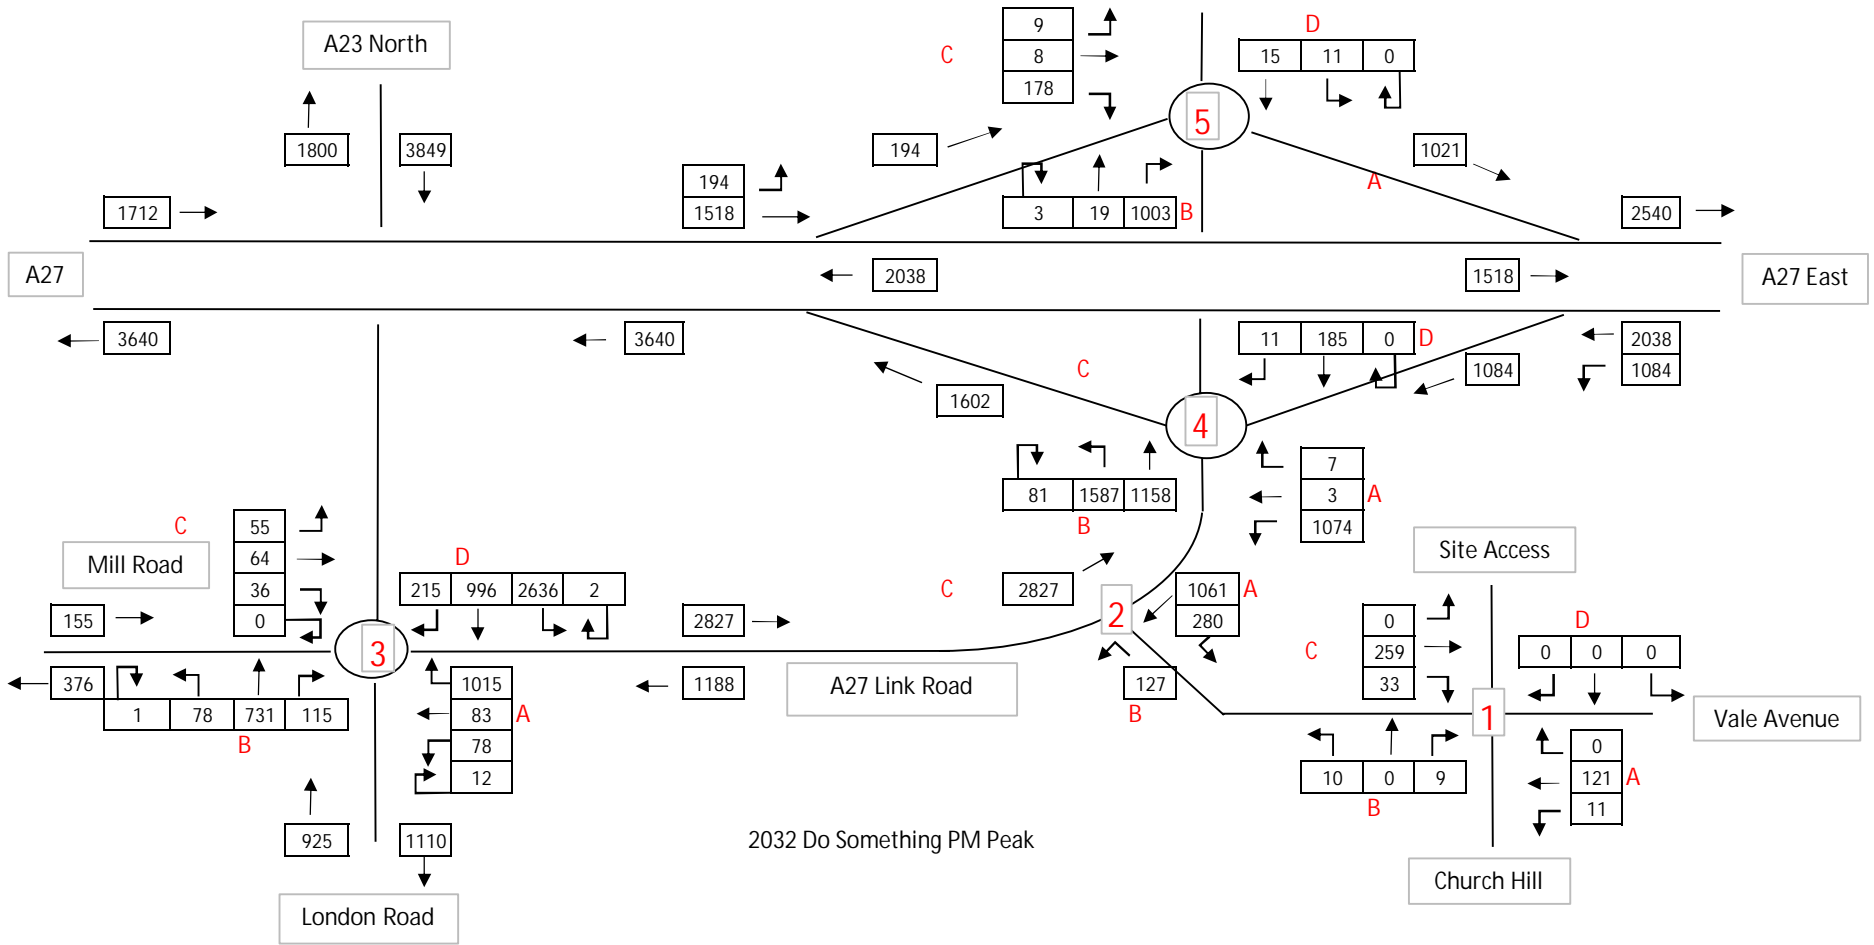 9
D
A23 North
C
8
15 11 0
178
5
1800
3849
194
1021
194
A
1712
1518
3 19 1003 B
2540
A27
2038
1518
A27 East
3640
3640
11 185 0 D
2038
C
1084
1084
1602
4
7
81 1587 1158
3 A
B
1074
C
55
Site Access
Mill Road
64
D
36
C
2827
1061 A
215 996 2636 2
155
0
2827
2
280
0
D
3
C
259
0 0 0
376
1188
A27 Link Road
127
33
1 78 731 115
1015
B
1
Vale Avenue
83 A
B
78
0
12
10 0 9
121 A
B
11
925
1110
2032 Do Something PM Peak
Church Hill
London Road